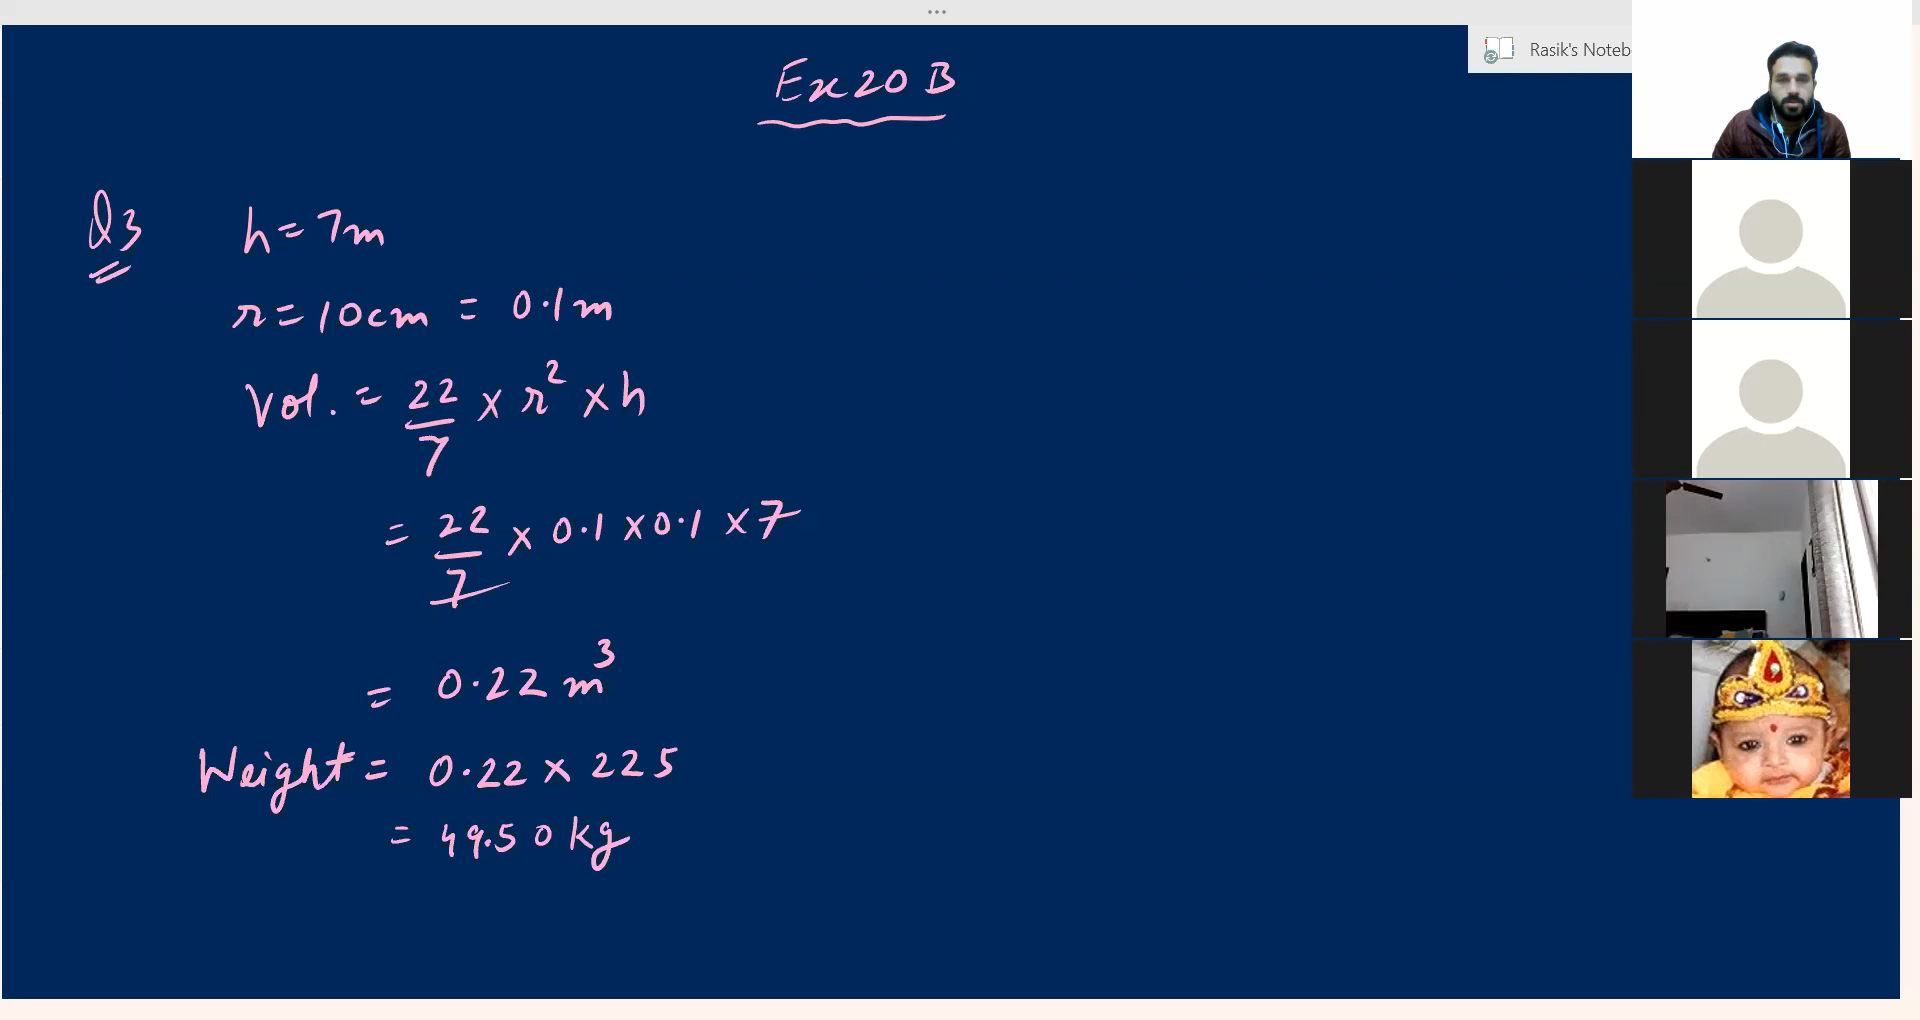 Rasik's Noteb
Ex 20 B
Q3 h = 7m
r = 10cm = 0.1m
Vol. = 22/7 × r² × h
= 22/7 × 0.1 × 0.1 × 7
= 0.22 m³
Weight = 0.22 × 225
= 49.50 kg